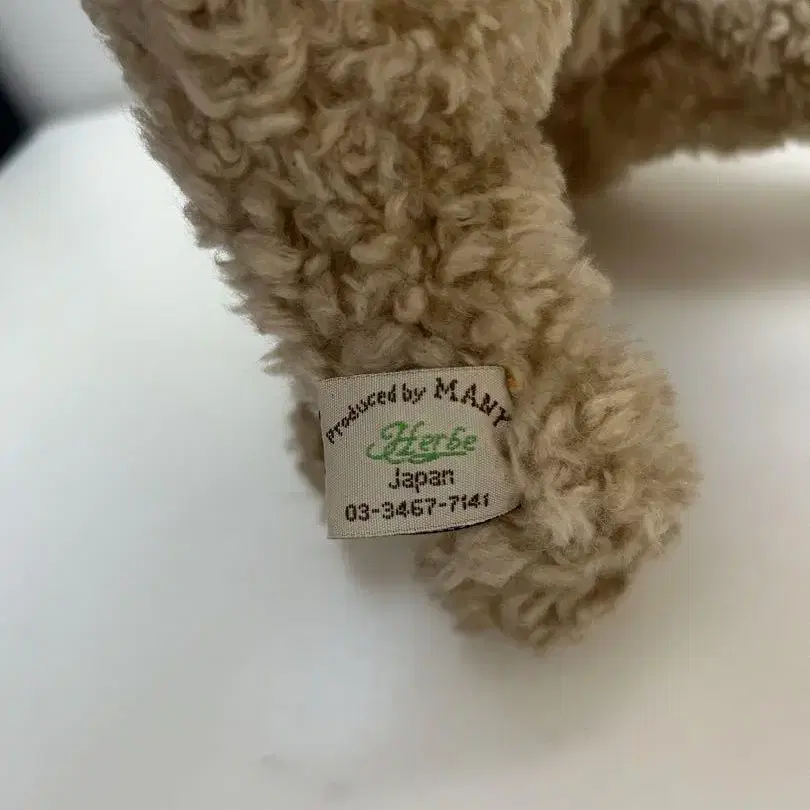 Produced by MANY
Herbe
Japan
03-3467-7141